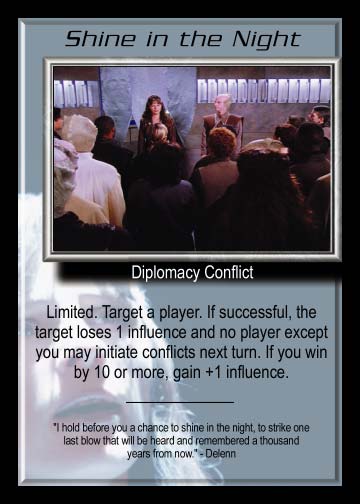 Shine in the Night
Diplomacy Conflict
Limited. Target a player. If successful, the
target loses 1 influence and no player except
you may initiate conflicts next turn. If you win
by 10 or more, gain +1 influence.
"I hold before you a chance to shine in the night, to strike one
last blow that will be heard and remembered a thousand
years from now." - Delenn